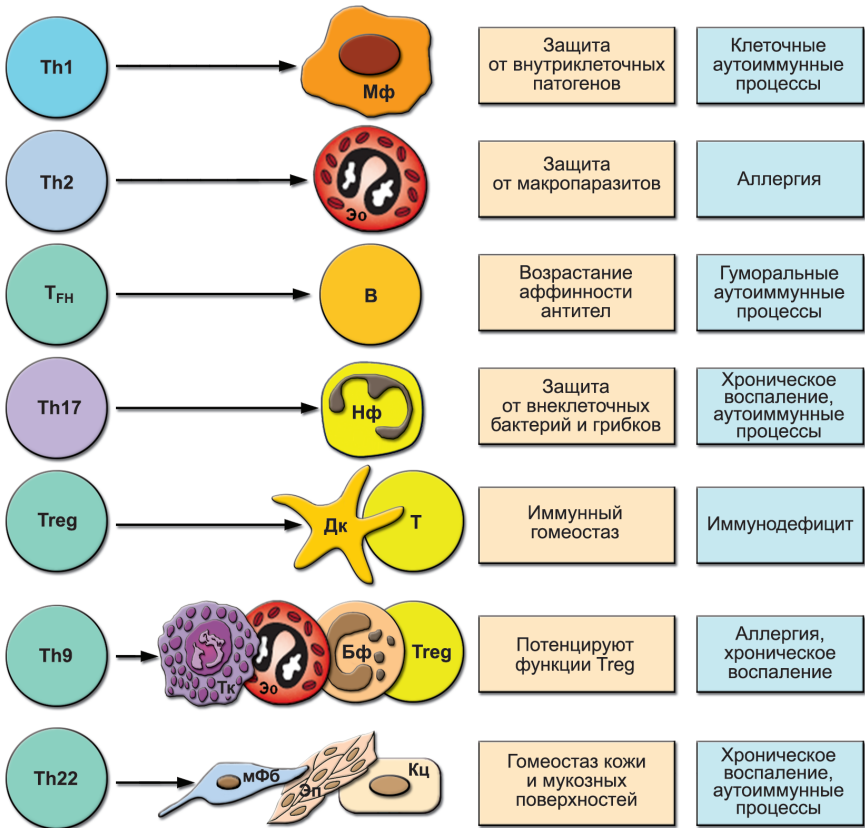 Th1
Мф
Защита
от внутриклеточных
патогенов
Клеточные
аутоиммунные
процессы
Th2
Эо
Защита
от макропаразитов
Аллергия
TFH
В
Возрастание
аффинности
антител
Гуморальные
аутоиммунные
процессы
Th17
Нф
Защита
от внеклеточных
бактерий и грибков
Хроническое
воспаление,
аутоиммунные
процессы
Treg
Дк
Т
Иммунный
гомеостаз
Иммунодефицит
Th9
Тк
Эо
Бф
Treg
Потенцируют
функции Treg
Аллергия,
хроническое
воспаление
Th22
мФб
Эп
Кц
Гомеостаз кожи
и мукозных
поверхностей
Хроническое
воспаление,
аутоиммунные
процессы